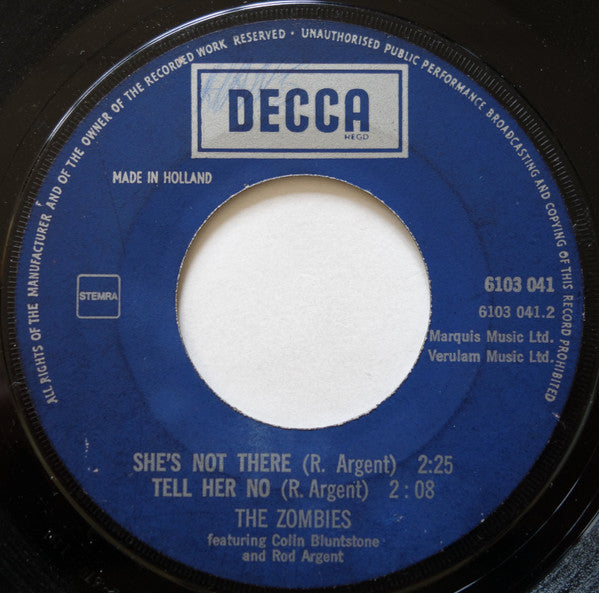 ALL RIGHTS OF THE MANUFACTURER AND OF THE OWNER OF THE RECORDED WORK RESERVED • UNAUTHORISED PUBLIC PERFORMANCE BROADCASTING AND COPYING OF THIS RECORD PROHIBITED
DECCA
REGD
MADE IN HOLLAND
STEMRA
6103 041
6103 041.2
Marquis Music Ltd.
Verulam Music Ltd.
SHE'S NOT THERE (R. Argent) 2:25
TELL HER NO (R. Argent) 2:08
THE ZOMBIES
featuring Colin Bluntstone
and Rod Argent